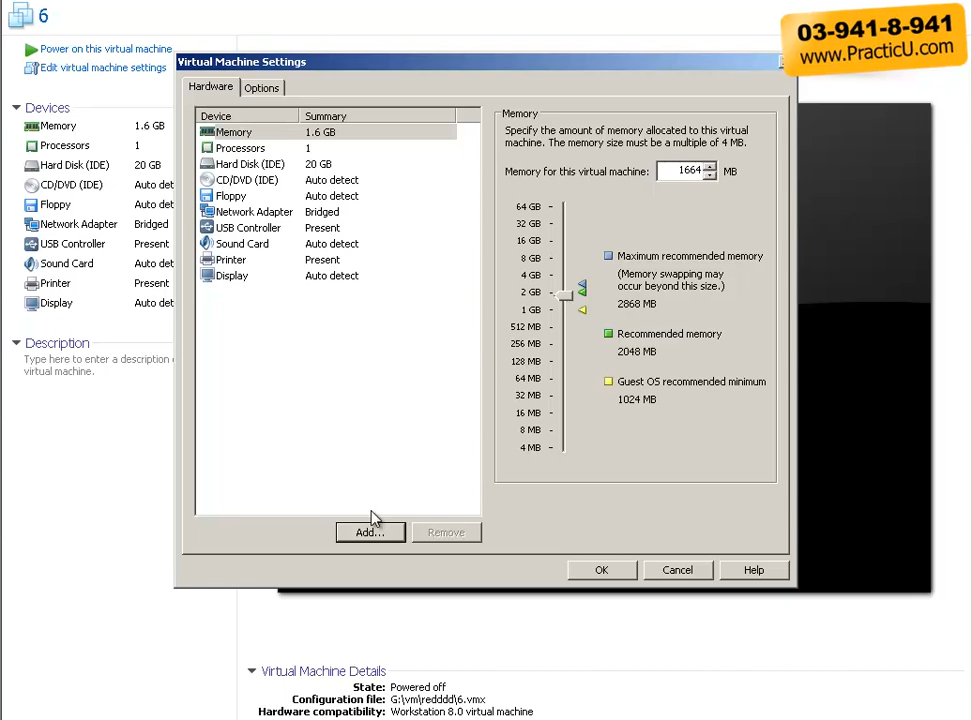 6
03-941-8-941
www.PracticU.com
Power on this virtual machine
Edit virtual machine settings
Devices
Memory 1.6 GB
Processors 1
Hard Disk (IDE) 20 GB
CD/DVD (IDE) Auto det
Floppy Auto det
Network Adapter Bridged
USB Controller Present
Sound Card Auto det
Printer Present
Display Auto det
Description
Type here to enter a description
virtual machine.
Virtual Machine Settings
Hardware Options
Device Summary
Memory 1.6 GB
Processors 1
Hard Disk (IDE) 20 GB
CD/DVD (IDE) Auto detect
Floppy Auto detect
Network Adapter Bridged
USB Controller Present
Sound Card Auto detect
Printer Present
Display Auto detect
Add... Remove
Memory
Specify the amount of memory allocated to this virtual
machine. The memory size must be a multiple of 4 MB.
Memory for this virtual machine: 1664 MB
64 GB
32 GB
16 GB
8 GB
4 GB
2 GB
1 GB
512 MB
256 MB
128 MB
64 MB
32 MB
16 MB
8 MB
4 MB
Maximum recommended memory
(Memory swapping may
occur beyond this size.)
2868 MB
Recommended memory
2048 MB
Guest OS recommended minimum
1024 MB
OK Cancel Help
Virtual Machine Details
State: Powered off
Configuration file: G:\vm\redddd\6.vmx
Hardware compatibility: Workstation 8.0 virtual machine